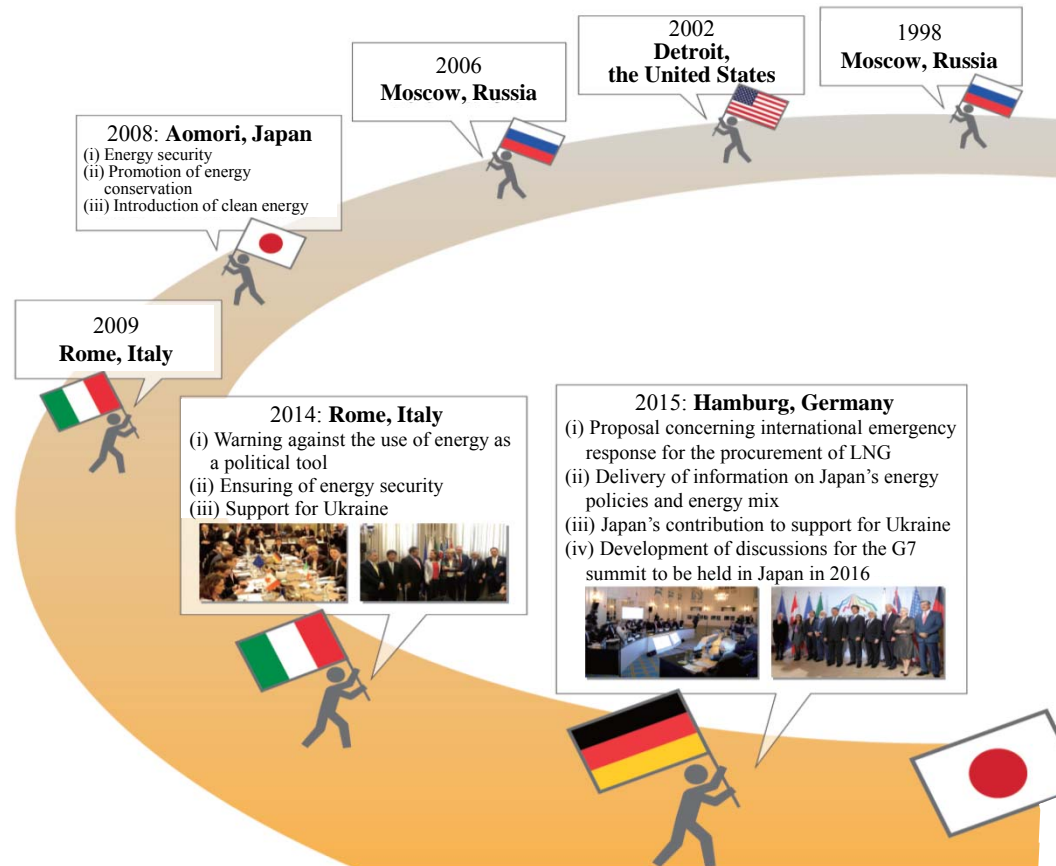 1998
Moscow, Russia
2002
Detroit,
the United States
2006
Moscow, Russia
2008: Aomori, Japan
(i) Energy security
(ii) Promotion of energy
conservation
(iii) Introduction of clean energy
2009
Rome, Italy
2014: Rome, Italy
(i) Warning against the use of energy as
a political tool
(ii) Ensuring of energy security
(iii) Support for Ukraine
2015: Hamburg, Germany
(i) Proposal concerning international emergency
response for the procurement of LNG
(ii) Delivery of information on Japan’s energy
policies and energy mix
(iii) Japan’s contribution to support for Ukraine
(iv) Development of discussions for the G7
summit to be held in Japan in 2016